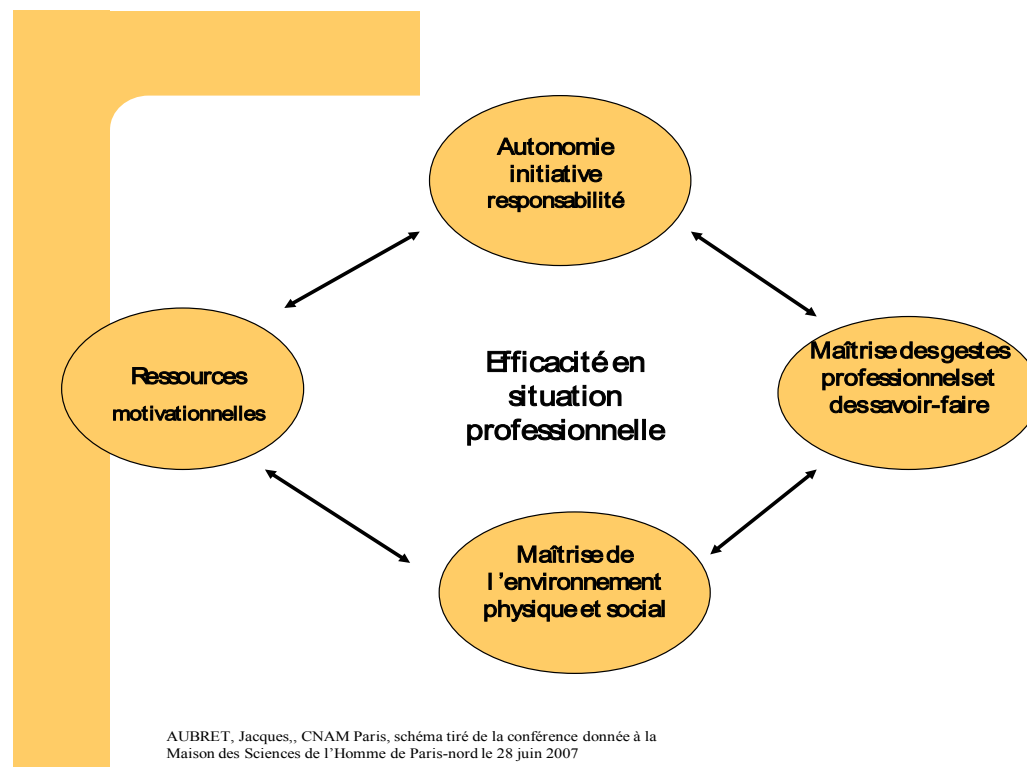 Autonomie
initiative
responsabilité
Ressources
motivationnelles
Efficacité en
situation
professionnelle
Maîtrise des gestes
professionnels et
des savoir-faire
Maîtrise de
l ’environnement
physique et social
AUBRET, Jacques,, CNAM Paris, schéma tiré de la conférence donnée à la
Maison des Sciences de l’Homme de Paris-nord le 28 juin 2007